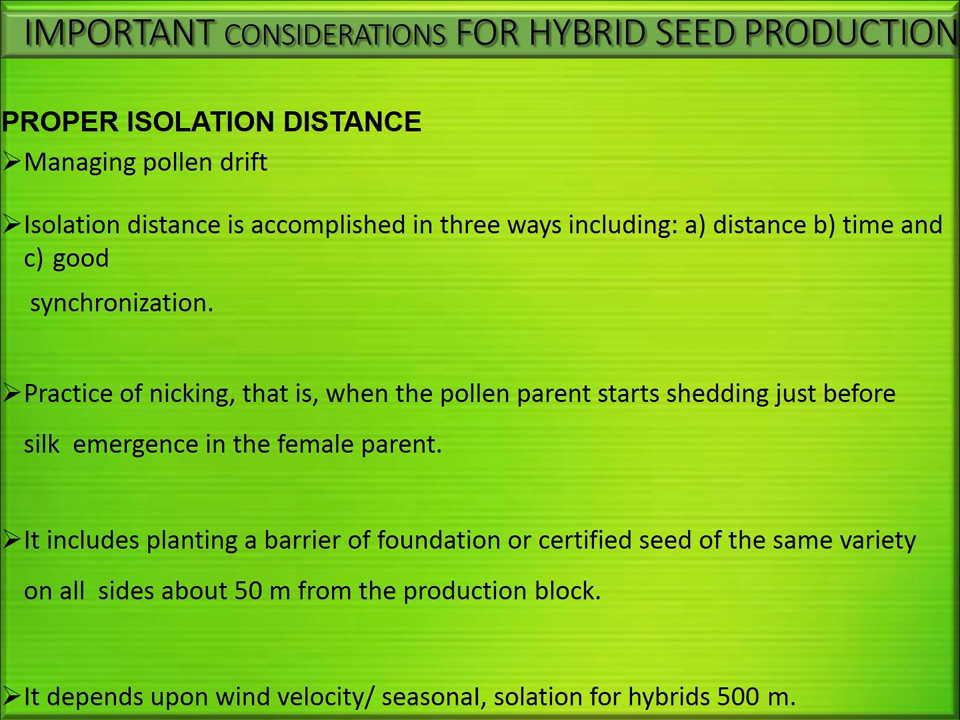 IMPORTANT CONSIDERATIONS FOR HYBRID SEED PRODUCTION
PROPER ISOLATION DISTANCE
➢Managing pollen drift
➢Isolation distance is accomplished in three ways including: a) distance b) time and
c) good
synchronization.
➢Practice of nicking, that is, when the pollen parent starts shedding just before
silk emergence in the female parent.
➢It includes planting a barrier of foundation or certified seed of the same variety
on all sides about 50 m from the production block.
➢It depends upon wind velocity/ seasonal, solation for hybrids 500 m.